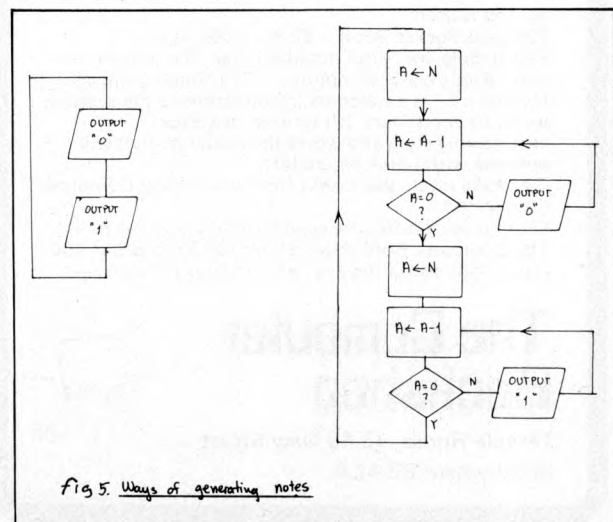 OUTPUT
"0"
OUTPUT
"1"
A ← N
A ← A-1
A=0
?
N
OUTPUT
"0"
Y
A ← N
A ← A-1
A=0
?
N
OUTPUT
"1"
Y
fig 5. Ways of generating notes